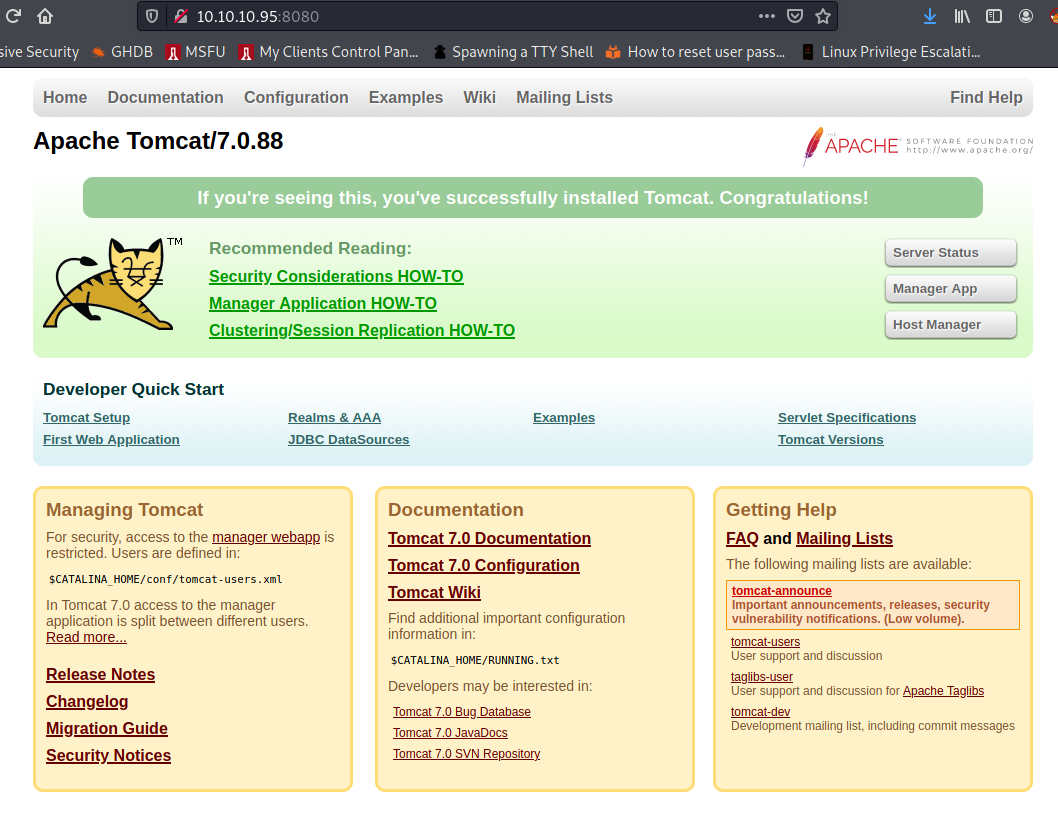 10.10.10.95:8080
sive Security GHDB MSFU My Clients Control Pan... Spawning a TTY Shell How to reset user pass... Linux Privilege Escalati...
Home Documentation Configuration Examples Wiki Mailing Lists Find Help
Apache Tomcat/7.0.88
THE APACHE SOFTWARE FOUNDATION
http://www.apache.org/
If you're seeing this, you've successfully installed Tomcat. Congratulations!
TM
Recommended Reading:
Security Considerations HOW-TO
Manager Application HOW-TO
Clustering/Session Replication HOW-TO
Server Status
Manager App
Host Manager
Developer Quick Start
Tomcat Setup
First Web Application
Realms & AAA
JDBC DataSources
Examples
Servlet Specifications
Tomcat Versions
Managing Tomcat
For security, access to the manager webapp is
restricted. Users are defined in:
$CATALINA_HOME/conf/tomcat-users.xml
In Tomcat 7.0 access to the manager
application is split between different users.
Read more...
Release Notes
Changelog
Migration Guide
Security Notices
Documentation
Tomcat 7.0 Documentation
Tomcat 7.0 Configuration
Tomcat Wiki
Find additional important configuration
information in:
$CATALINA_HOME/RUNNING.txt
Developers may be interested in:
Tomcat 7.0 Bug Database
Tomcat 7.0 JavaDocs
Tomcat 7.0 SVN Repository
Getting Help
FAQ and Mailing Lists
The following mailing lists are available:
tomcat-announce
Important announcements, releases, security
vulnerability notifications. (Low volume).
tomcat-users
User support and discussion
taglibs-user
User support and discussion for Apache Taglibs
tomcat-dev
Development mailing list, including commit messages